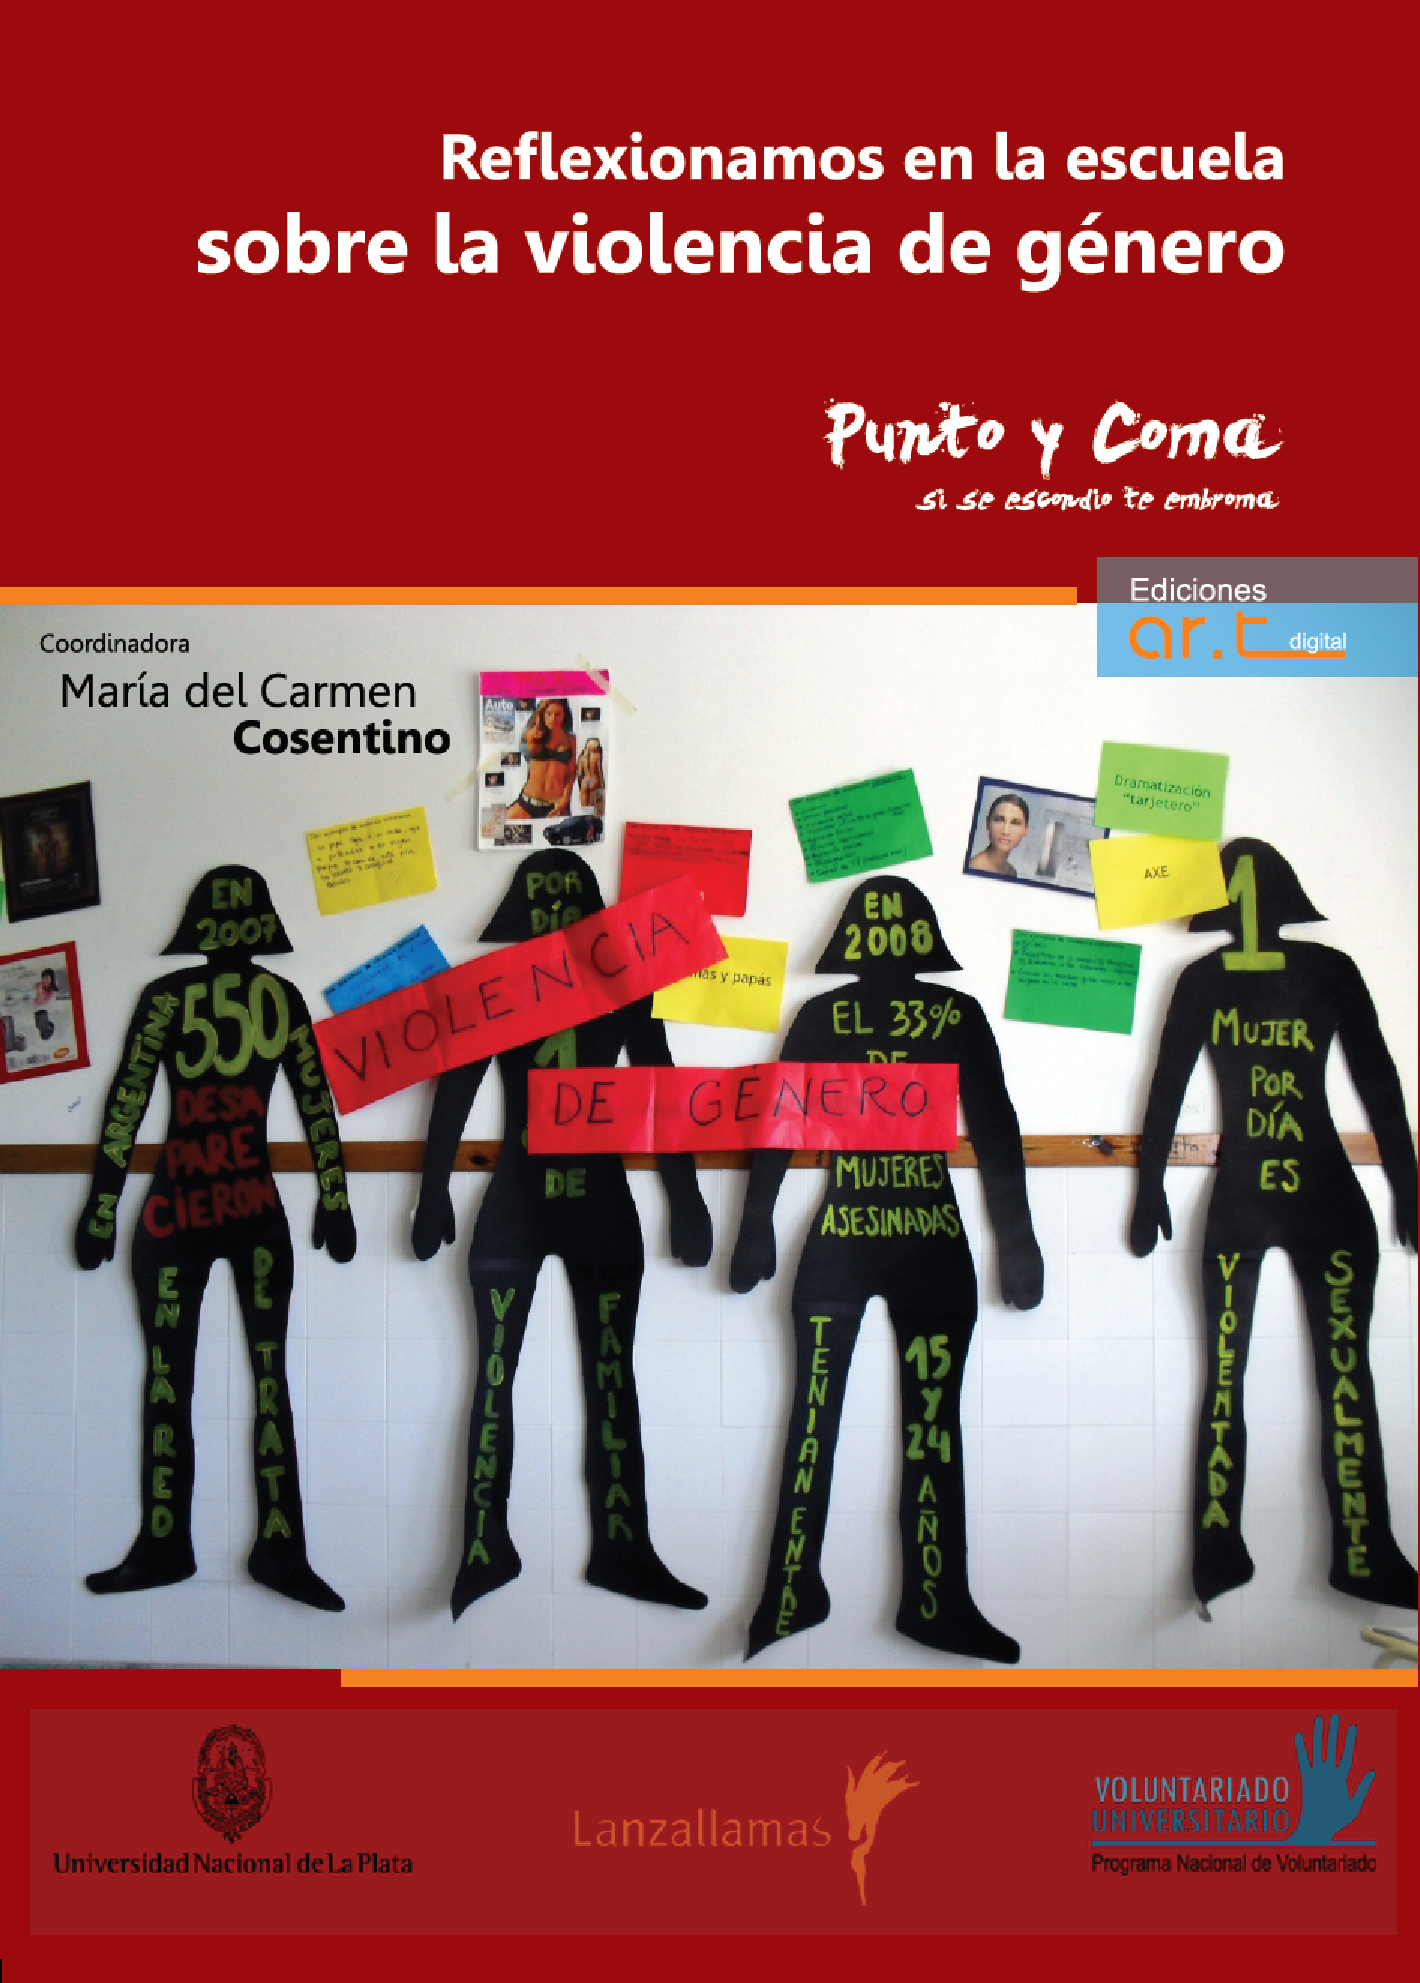 Reflexionamos en la escuela
sobre la violencia de género
Punto y Coma
si se escondio te embroma
Ediciones
ar.t digital
Coordinadora
María del Carmen
Cosentino
Auto
Dramatización
"tarjetero"
AXE
y papás
VIOLENCIA
DE GÉNERO
EN
2007
EN ARGENTINA
550
MUJERES
DESA
PARE
CIERON
EN LA RED
DE TRATA
POR
DÍA
1
DE
VIOLENCIA
FAMILIAR
EN
2008
EL 33%
DE
MUJERES
ASESINADAS
TENIAN ENTRE
15
Y
24
AÑOS
1
MUJER
POR
DÍA
ES
VIOLENTADA
SEXUALMENTE
Universidad Nacional de La Plata
Lanzallamas
VOLUNTARIADO
UNIVERSITARIO
Programa Nacional de Voluntariado